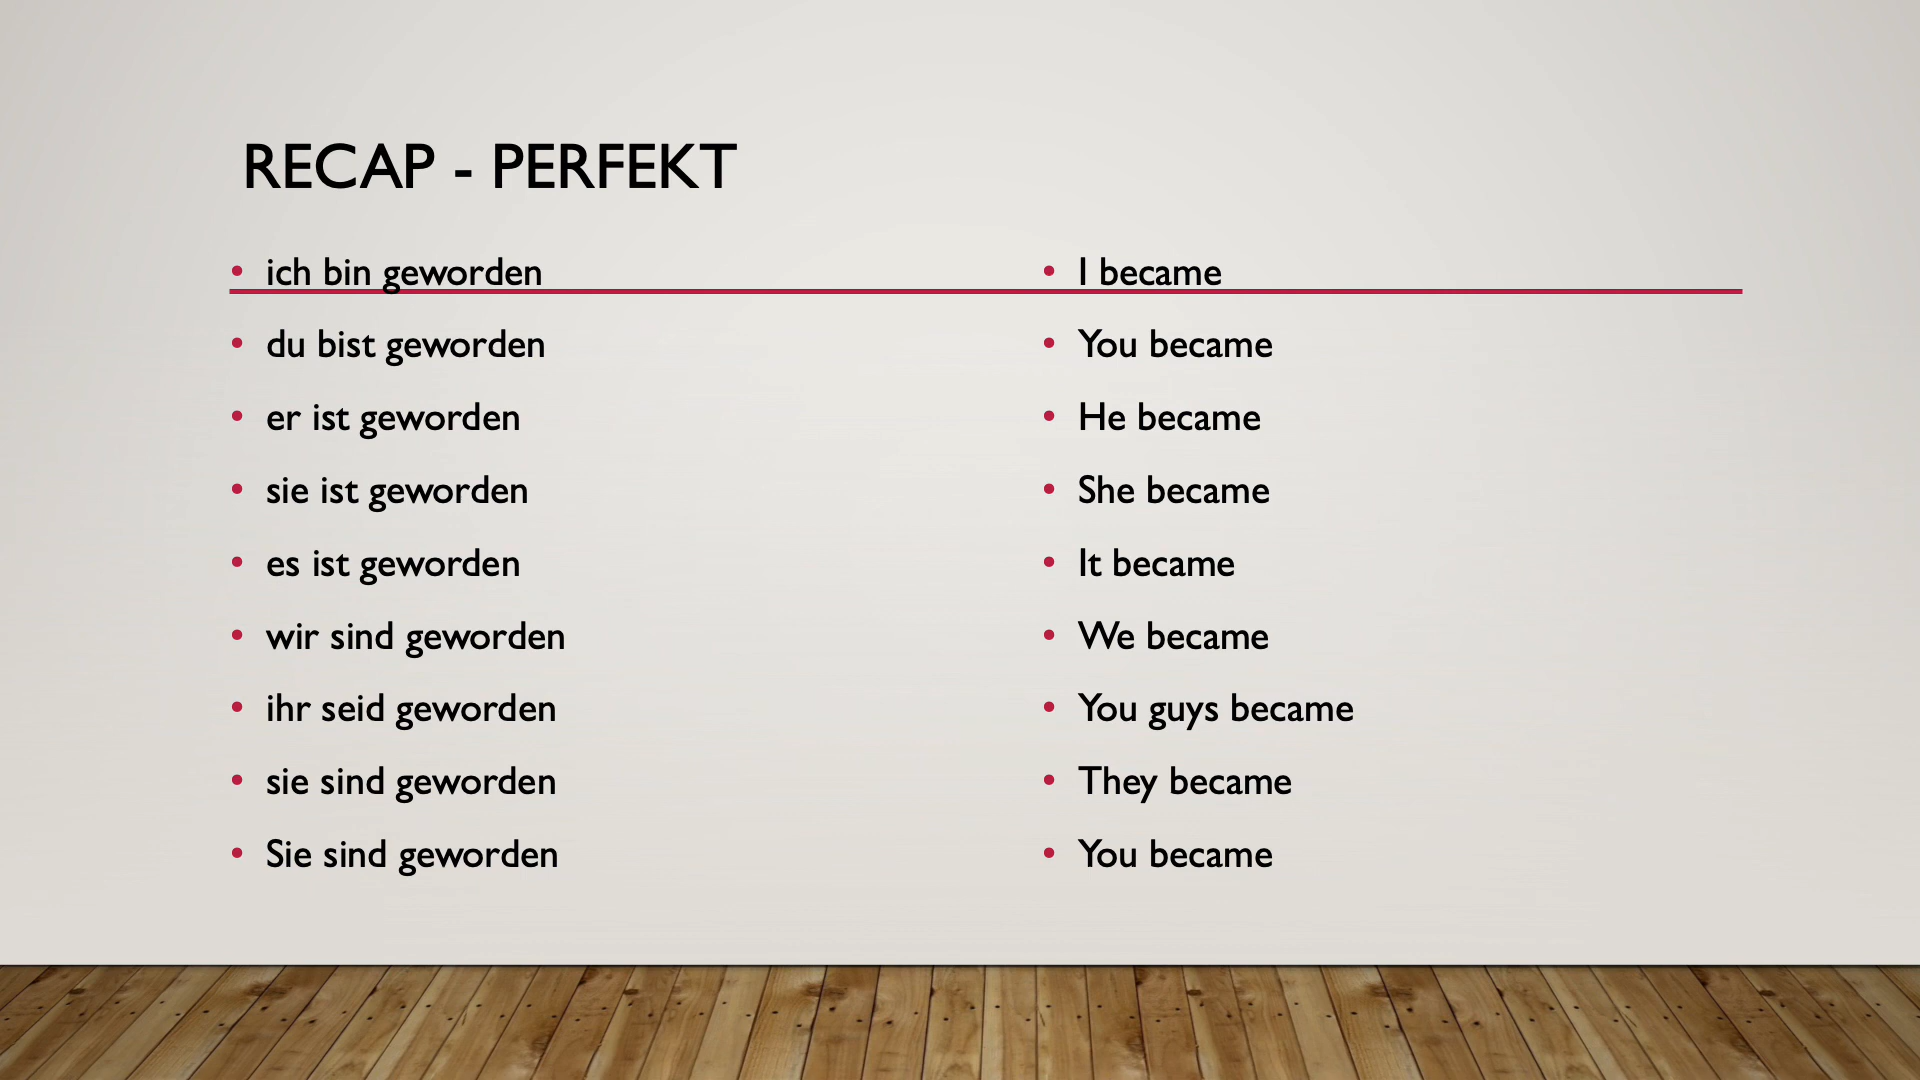 RECAP - PERFEKT
• ich bin geworden
• du bist geworden
• er ist geworden
• sie ist geworden
• es ist geworden
• wir sind geworden
• ihr seid geworden
• sie sind geworden
• Sie sind geworden
• I became
• You became
• He became
• She became
• It became
• We became
• You guys became
• They became
• You became